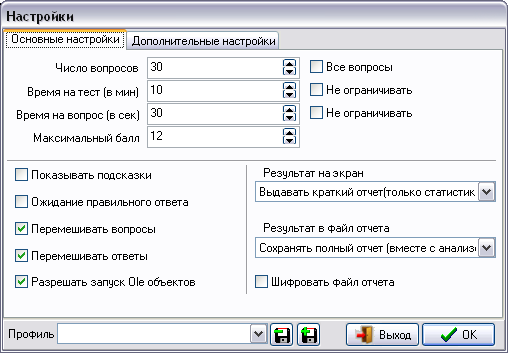 Настройки
Основные настройки
Дополнительные настройки
Число вопросов 30 Все вопросы
Время на тест (в мин) 10 Не ограничивать
Время на вопрос (в сек) 30 Не ограничивать
Максимальный балл 12
Показывать подсказки
Ожидание правильного ответа
Перемешивать вопросы
Перемешивать ответы
Разрешать запуск Ole объектов
Результат на экран
Выдавать краткий отчет(только статистик
Результат в файл отчета
Сохранять полный отчет (вместе с анализо
Шифровать файл отчета
Профиль
Выход
OK